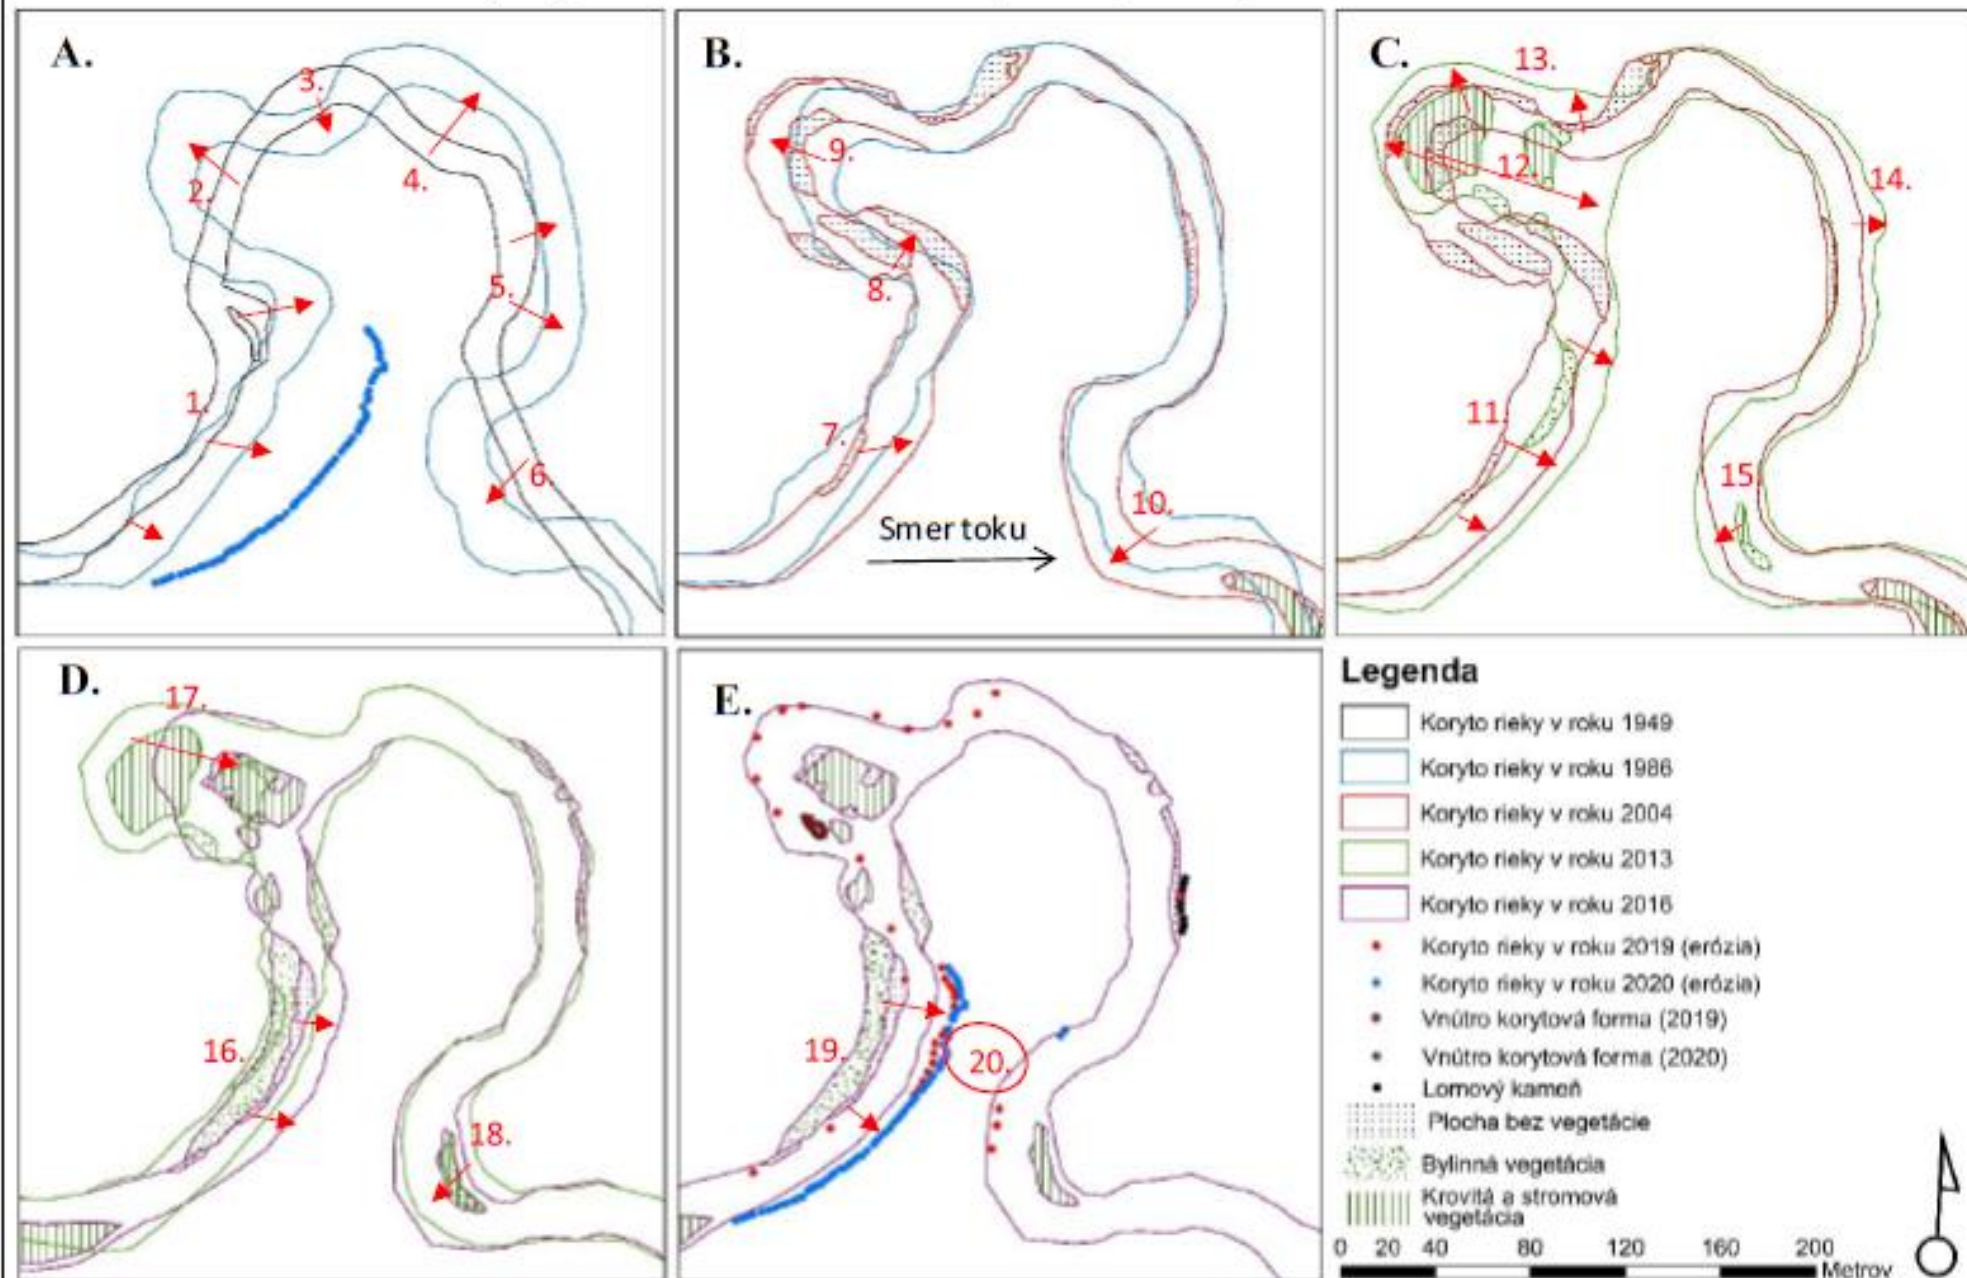 A.
3.
2.
4.
5.
1.
6.
B.
9.
8.
7.
10.
Smer toku
C.
13.
12.
14.
11.
15
D.
17.
16.
18.
E.
19.
20.
Legenda
Koryto rieky v roku 1949
Koryto rieky v roku 1986
Koryto rieky v roku 2004
Koryto rieky v roku 2013
Koryto rieky v roku 2016
Koryto rieky v roku 2019 (erózia)
Koryto rieky v roku 2020 (erózia)
Vnútro korytová forma (2019)
Vnútro korytová forma (2020)
Lomový kameň
Plocha bez vegetácie
Bylinná vegetácia
Krovitá a stromová
vegetácia
0 20 40 80 120 160 200
Metrov